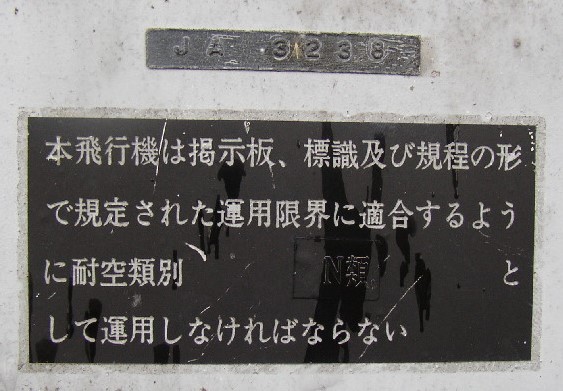 JA 3238
本飛行機は掲示板、標識及び規程の形
で規定された運用限界に適合するよう
に耐空類別 N類 と
して運用しなければならない